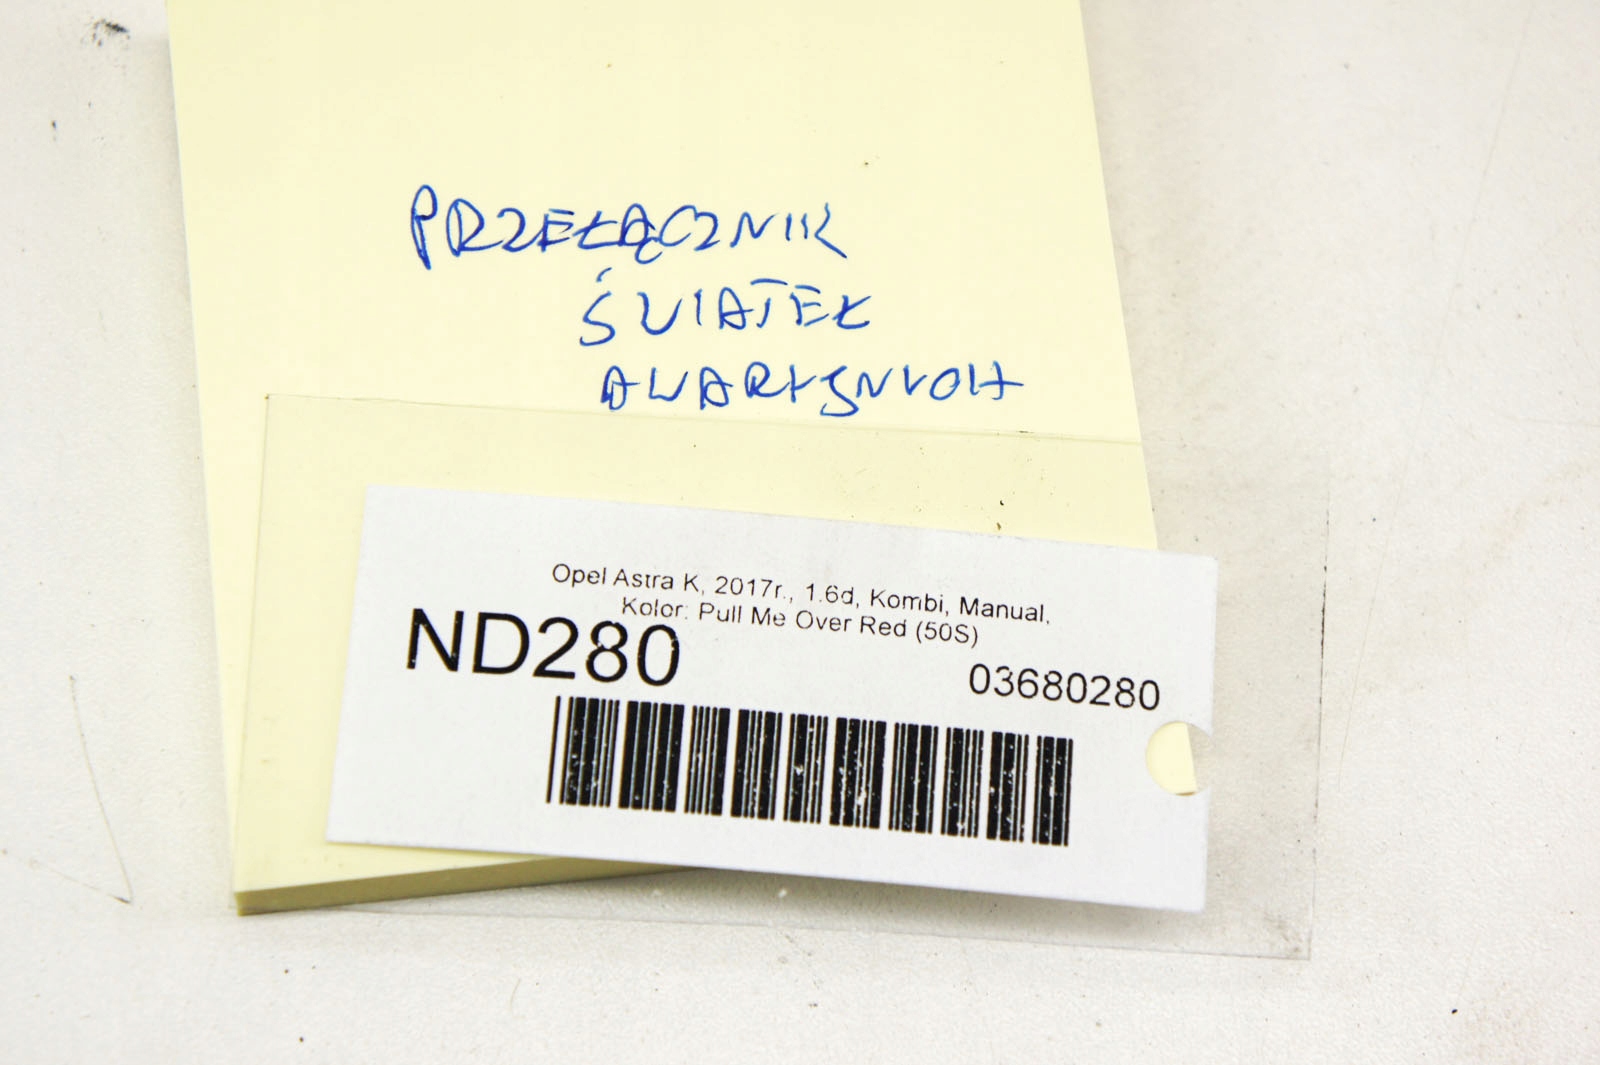 PRZEŁĄCZNIK
ŚWIATEŁ
AWARYJNYCH
Opel Astra K, 2017r., 1.6d, Kombi, Manual,
Kolor: Pull Me Over Red (50S)
ND280
03680280